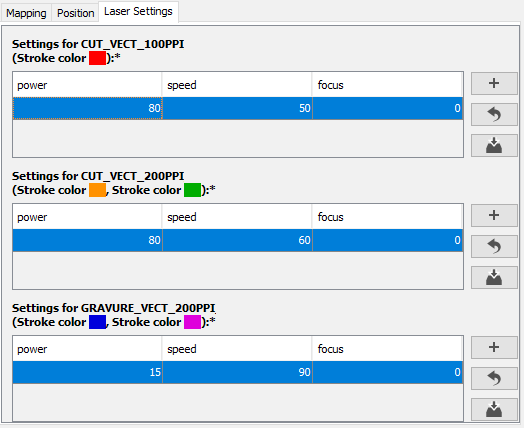 Mapping Position Laser Settings
Settings for CUT_VECT_100PPI
(Stroke color ):*
power speed focus
80 50 0
Settings for CUT_VECT_200PPI
(Stroke color , Stroke color ):*
power speed focus
80 60 0
Settings for GRAVURE_VECT_200PPI
(Stroke color , Stroke color ):*
power speed focus
15 90 0